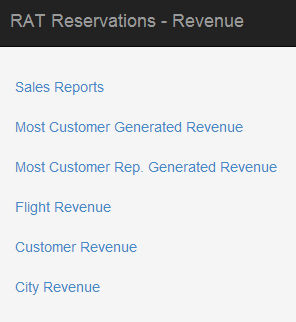 RAT Reservations - Revenue
Sales Reports
Most Customer Generated Revenue
Most Customer Rep. Generated Revenue
Flight Revenue
Customer Revenue
City Revenue